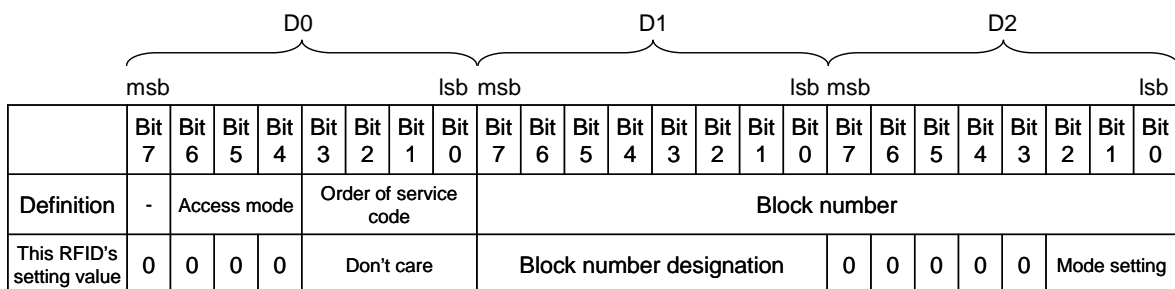 D0 D1 D2
msb lsb msb lsb msb lsb
Bit 7 Bit 6 Bit 5 Bit 4 Bit 3 Bit 2 Bit 1 Bit 0 Bit 7 Bit 6 Bit 5 Bit 4 Bit 3 Bit 2 Bit 1 Bit 0 Bit 7 Bit 6 Bit 5 Bit 4 Bit 3 Bit 2 Bit 1 Bit 0
Definition - Access mode Order of service code Block number
This RFID's setting value 0 0 0 0 Don't care Block number designation 0 0 0 0 0 Mode setting